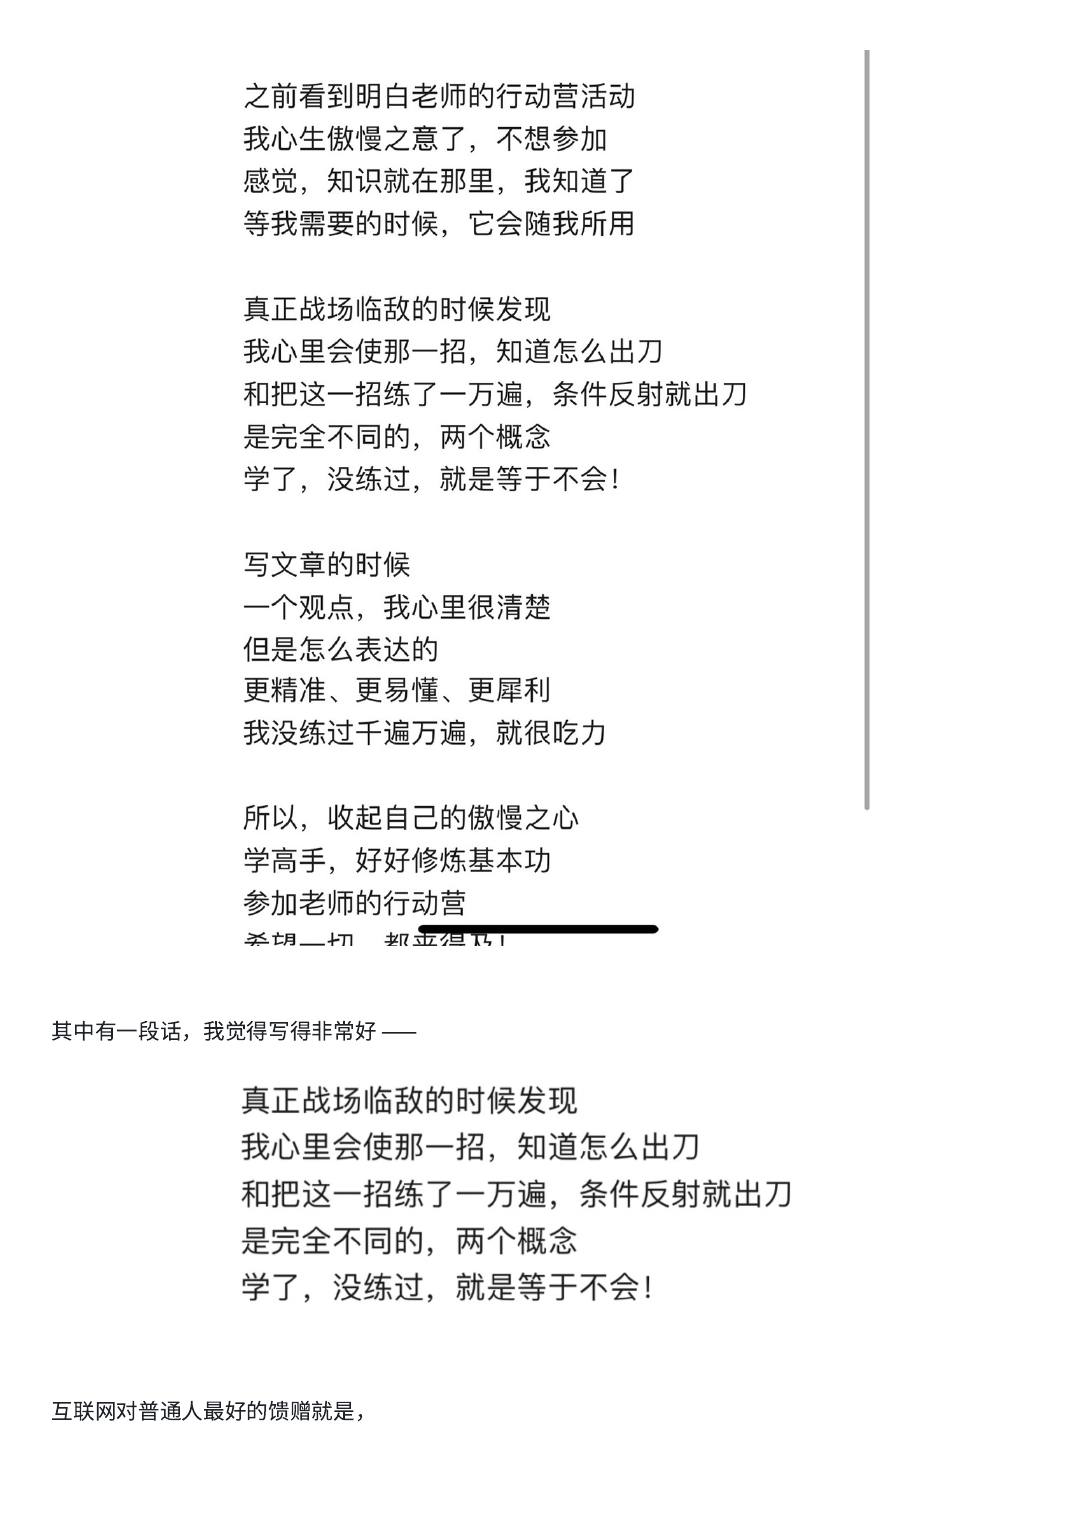 之前看到明白老师的行动营活动
我心生傲慢之意了，不想参加
感觉，知识就在那里，我知道了
等我需要的时候，它会随我所用
真正战场临敌的时候发现
我心里会使那一招，知道怎么出刀
和把这一招练了一万遍，条件反射就出刀
是完全不同的，两个概念
学了，没练过，就是等于不会！
写文章的时候
一个观点，我心里很清楚
但是怎么表达的
更精准、更易懂、更犀利
我没练过千遍万遍，就很吃力
所以，收起自己的傲慢之心
学高手，好好修炼基本功
参加老师的行动营
希望一切，都来得及！
其中有一段话，我觉得写得非常好 ——
真正战场临敌的时候发现
我心里会使那一招，知道怎么出刀
和把这一招练了一万遍，条件反射就出刀
是完全不同的，两个概念
学了，没练过，就是等于不会！
互联网对普通人最好的馈赠就是，